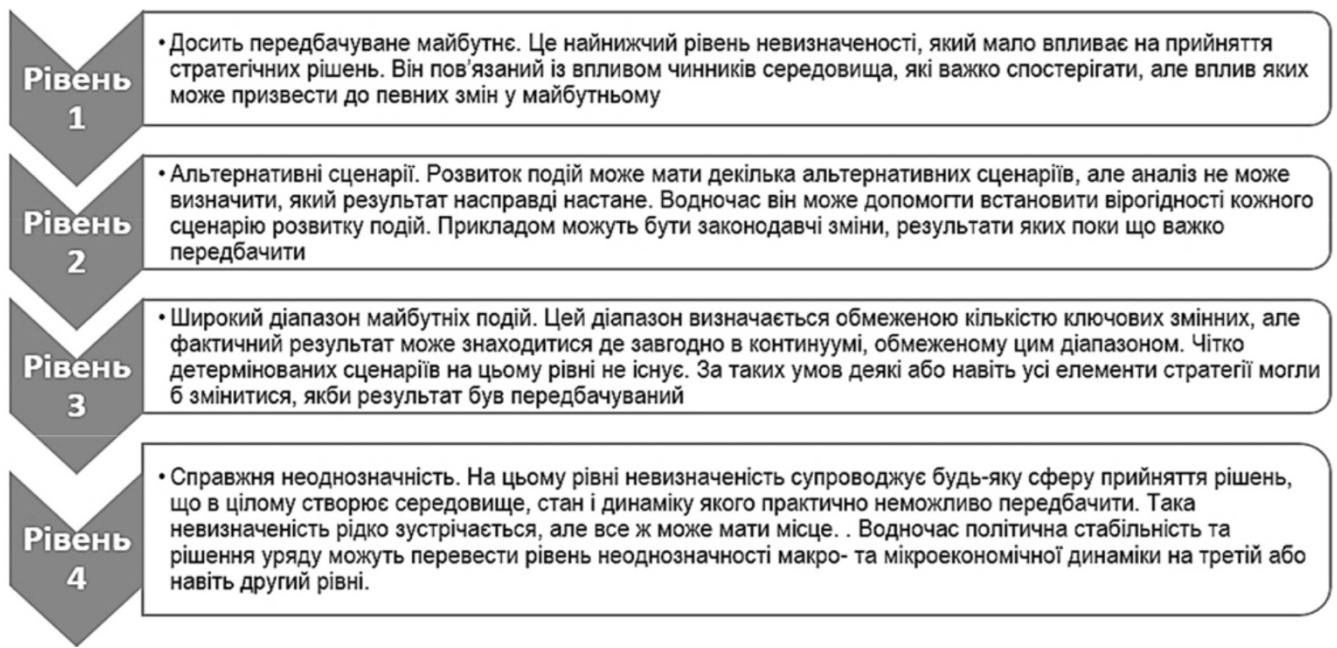 Рівень
1
• Досить передбачуване майбутнє. Це найнижчий рівень невизначеності, який мало впливає на прийняття
стратегічних рішень. Він пов’язаний із впливом чинників середовища, які важко спостерігати, але вплив яких
може призвести до певних змін у майбутньому
Рівень
2
• Альтернативні сценарії. Розвиток подій може мати декілька альтернативних сценаріїв, але аналіз не може
визначити, який результат насправді настане. Водночас він може допомогти встановити вірогідності кожного
сценарію розвитку подій. Прикладом можуть бути законодавчі зміни, результати яких поки що важко
передбачити
Рівень
3
• Широкий діапазон майбутніх подій. Цей діапазон визначається обмеженою кількістю ключових змінних, але
фактичний результат може знаходитися де завгодно в континуумі, обмеженому цим діапазоном. Чітко
детермінованих сценаріїв на цьому рівні не існує. За таких умов деякі або навіть усі елементи стратегії могли
б змінитися, якби результат був передбачуваний
Рівень
4
• Справжня неоднозначність. На цьому рівні невизначеність супроводжує будь-яку сферу прийняття рішень,
що в цілому створює середовище, стан і динаміку якого практично неможливо передбачити. Така
невизначеність рідко зустрічається, але все ж може мати місце. . Водночас політична стабільність та
рішення уряду можуть перевести рівень неоднозначності макро- та мікроекономічної динаміки на третій або
навіть другий рівні.